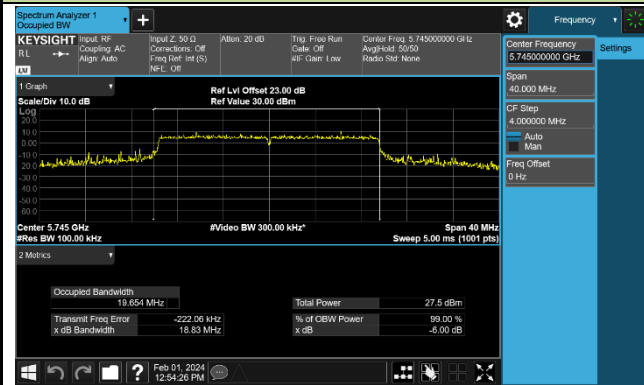 Spectrum Analyzer 1
Occupied BW
+
Frequency
KEYSIGHT
Input: RF
Coupling: AC
Align: Auto
Input Z: 50 Ω
Corrections: Off
Freq Ref: Int (S)
NFE: Off
Atten: 20 dB
Trig: Free Run
Gate: Off
#IF Gain: Low
Center Freq: 5.745000000 GHz
Avg|Hold: 50/50
Radio Std: None
R L
LXI
Center Frequency
5.745000000 GHz
Settings
Span
40.000 MHz
CF Step
4.000000 MHz
Auto
Man
Freq Offset
0 Hz
1 Graph
Scale/Div 10.0 dB
Ref Lvl Offset 23.00 dB
Ref Value 30.00 dBm
Log
20.0
10.0
0.00
-10.0
-20.0
-30.0
-40.0
-50.0
-60.0
Center 5.745 GHz
#Res BW 100.00 kHz
#Video BW 300.00 kHz*
Span 40 MHz
Sweep 5.00 ms (1001 pts)
2 Metrics
Occupied Bandwidth
19.654 MHz
Total Power 27.5 dBm
Transmit Freq Error -222.06 kHz
% of OBW Power 99.00 %
x dB Bandwidth 18.83 MHz
x dB -6.00 dB
?
Feb 01, 2024
12:54:26 PM